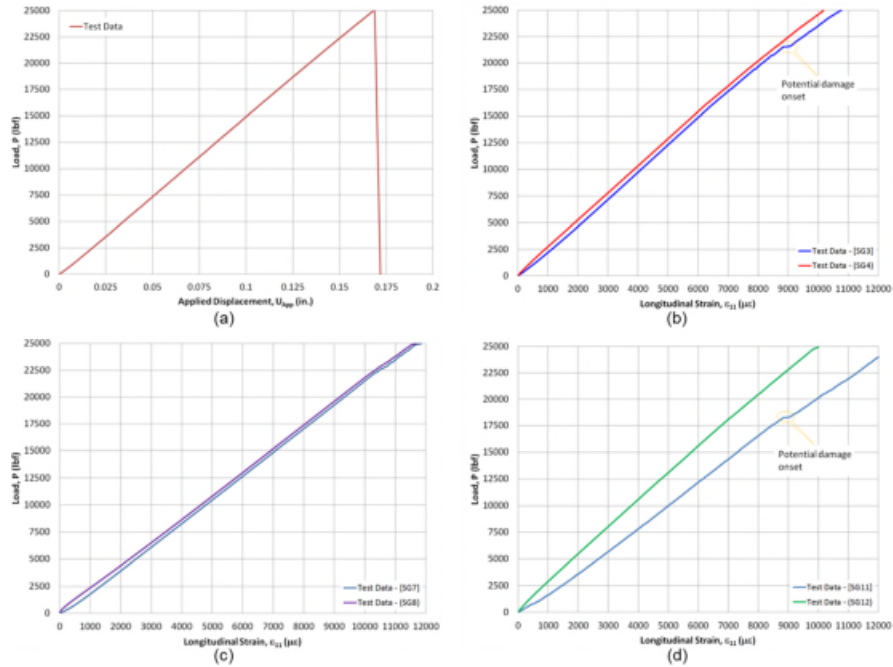 25000
22500
20000
17500
15000
12500
10000
7500
5000
2500
0
Load, P (lbf)
Test Data
0 0.025 0.05 0.075 0.1 0.125 0.15 0.175 0.2
Applied Displacement, UApp (in.)
(a)
25000
22500
20000
17500
15000
12500
10000
7500
5000
2500
0
Load, P (lbf)
Potential damage
onset
Test Data - [SG3]
Test Data - [SG4]
0 1000 2000 3000 4000 5000 6000 7000 8000 9000 10000 11000 12000
Longitudinal Strain, ε11 (με)
(b)
25000
22500
20000
17500
15000
12500
10000
7500
5000
2500
0
Load, P (lbf)
Test Data - [SG7]
Test Data - [SG8]
0 1000 2000 3000 4000 5000 6000 7000 8000 9000 10000 11000 12000
Longitudinal Strain, ε11 (με)
(c)
25000
22500
20000
17500
15000
12500
10000
7500
5000
2500
0
Load, P (lbf)
Potential damage
onset
Test Data - [SG11]
Test Data - [SG12]
0 1000 2000 3000 4000 5000 6000 7000 8000 9000 10000 11000 12000
Longitudinal Strain, ε11 (με)
(d)